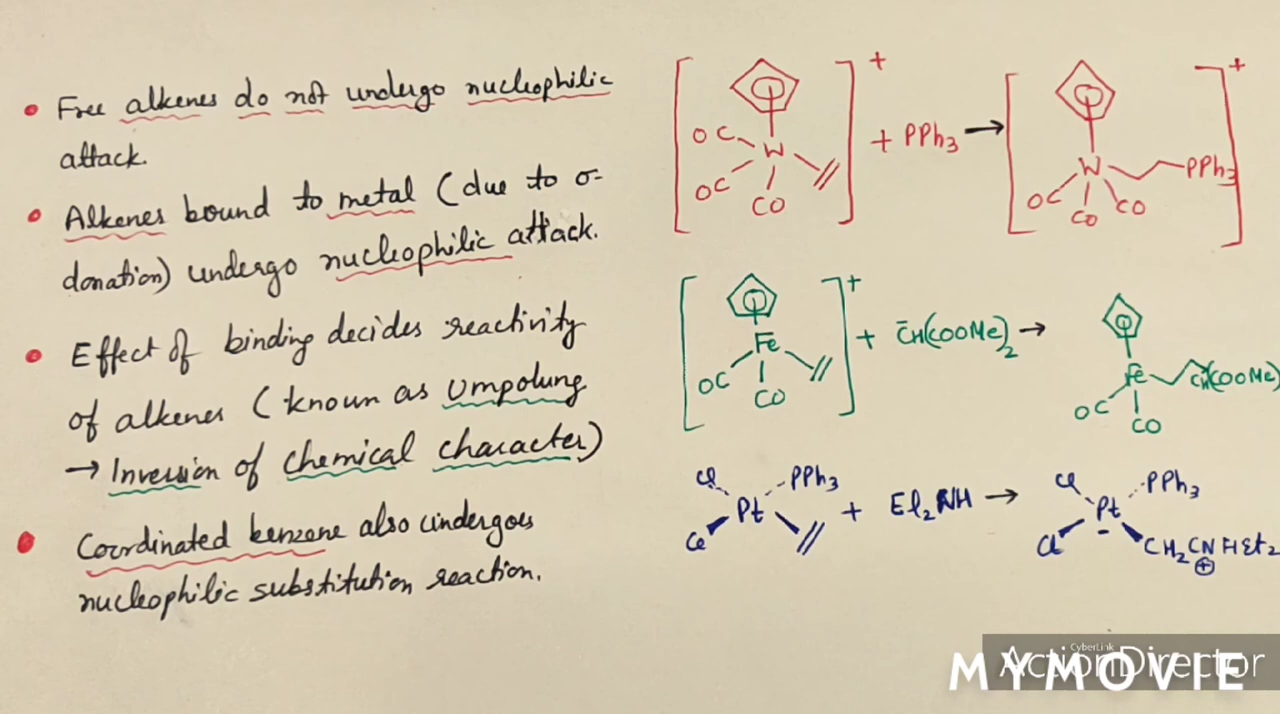 • Free alkenes do not undergo nucleophilic
attack.
• Alkenes bound to metal (due to σ-
donation) undergo nucleophilic attack.
• Effect of binding decides reactivity
of alkenes (known as Umpolung
→ Inversion of chemical character)
• Coordinated benzene also undergoes
nucleophilic substitution reaction.
+ +
OC W + PPh3 → W PPh3
OC CO OC CO CO
+
Fe + C̄H(COOMe)2 → Fe CH(COOMe)
OC CO OC CO
Cl PPh3 Cl PPh3
Pt + Et2NH → Pt
Cl Cl - CH2CNHEt2
⊕
CyberLink
ActionDirector
MYMOVIE